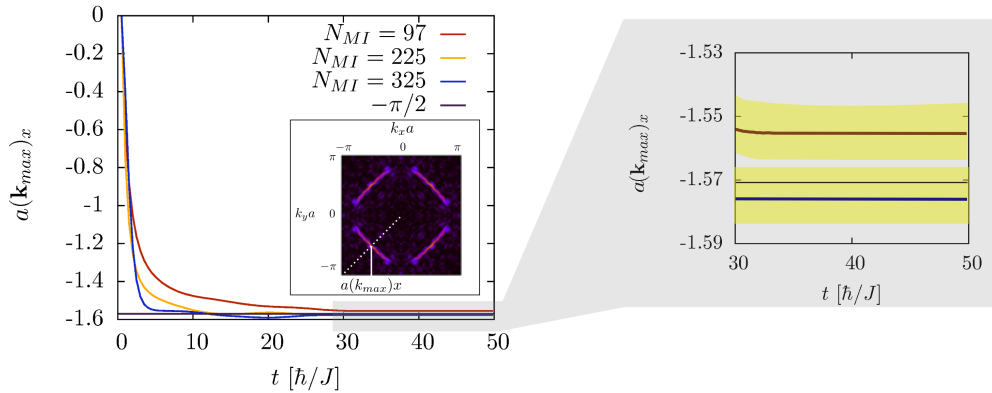 0
-0.2
-0.4
-0.6
-0.8
-1
-1.2
-1.4
-1.6
a(k_max)_x
0 10 20 30 40 50
t [ħ/J]
N_MI = 97
N_MI = 225
N_MI = 325
−π/2
k_x a
−π 0 π
π
k_y a 0
−π
a(k_max)x
-1.53
-1.55
-1.57
-1.59
a(k_max)_x
30 40 50
t [ħ/J]